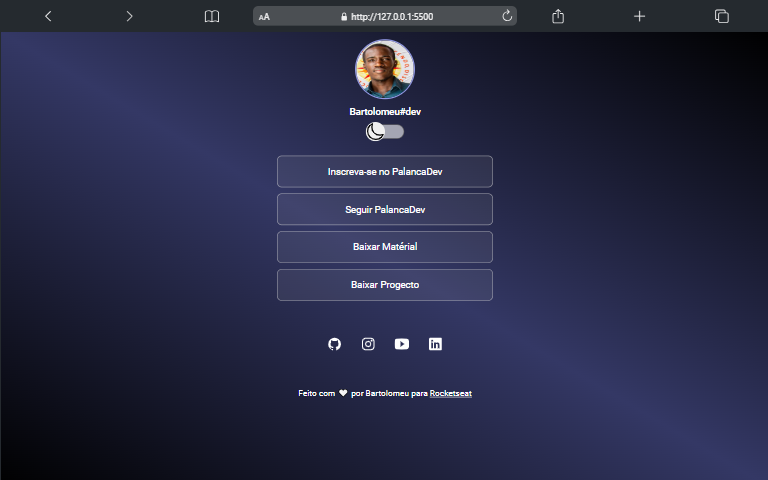 AA
http://127.0.0.1:5500
Bartolomeu#dev
Inscreva-se no PalancaDev
Seguir PalancaDev
Baixar Matérial
Baixar Progecto
Feito com ❤ por Bartolomeu para Rocketseat